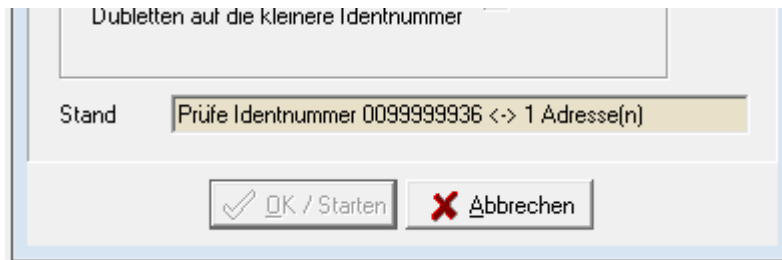 Dubletten auf die kleinere Identnummer
Stand
Prüfe Identnummer 0099999936 <-> 1 Adresse(n)
OK / Starten
Abbrechen